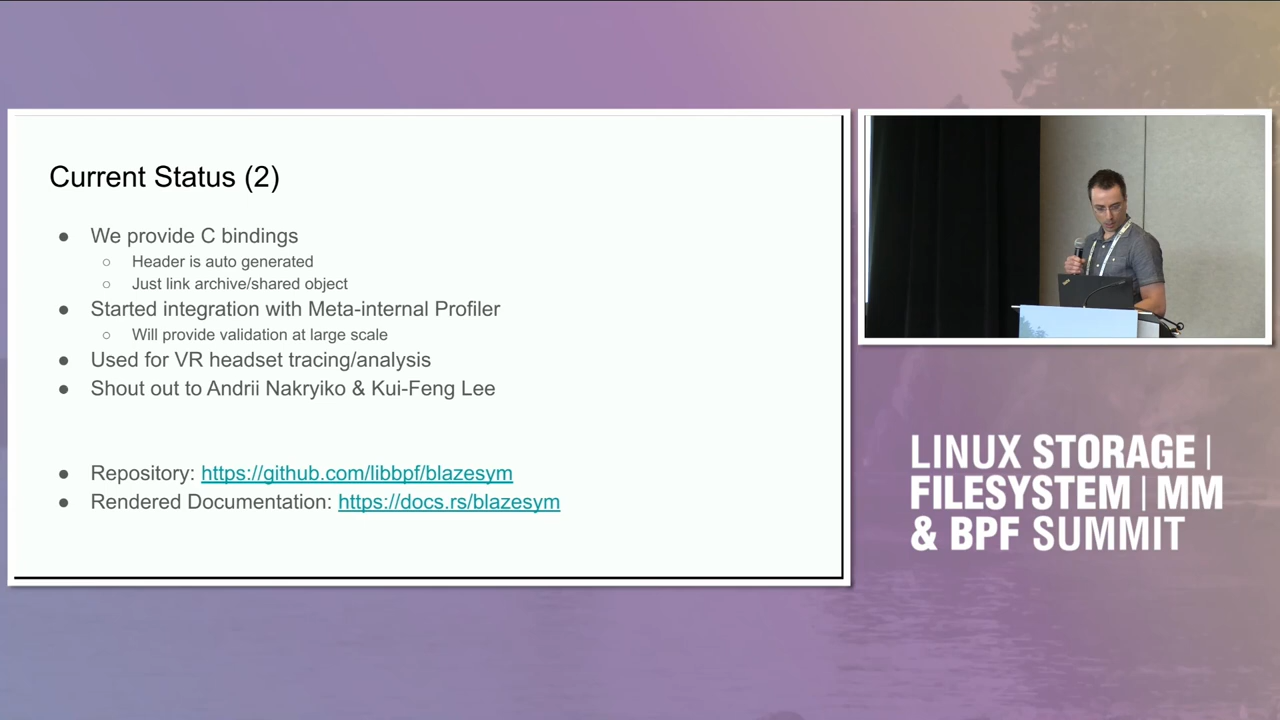 Current Status (2)
● We provide C bindings
○ Header is auto generated
○ Just link archive/shared object
● Started integration with Meta-internal Profiler
○ Will provide validation at large scale
● Used for VR headset tracing/analysis
● Shout out to Andrii Nakryiko & Kui-Feng Lee
● Repository: https://github.com/libbpf/blazesym
● Rendered Documentation: https://docs.rs/blazesym
LINUX STORAGE |
FILESYSTEM | MM
& BPF SUMMIT